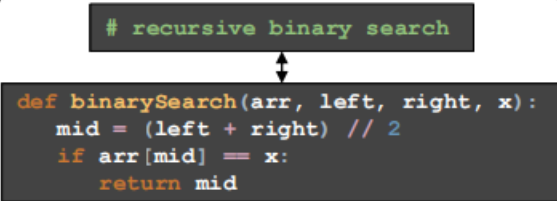 # recursive binary search
def binarySearch(arr, left, right, x):
mid = (left + right) // 2
if arr[mid] == x:
return mid